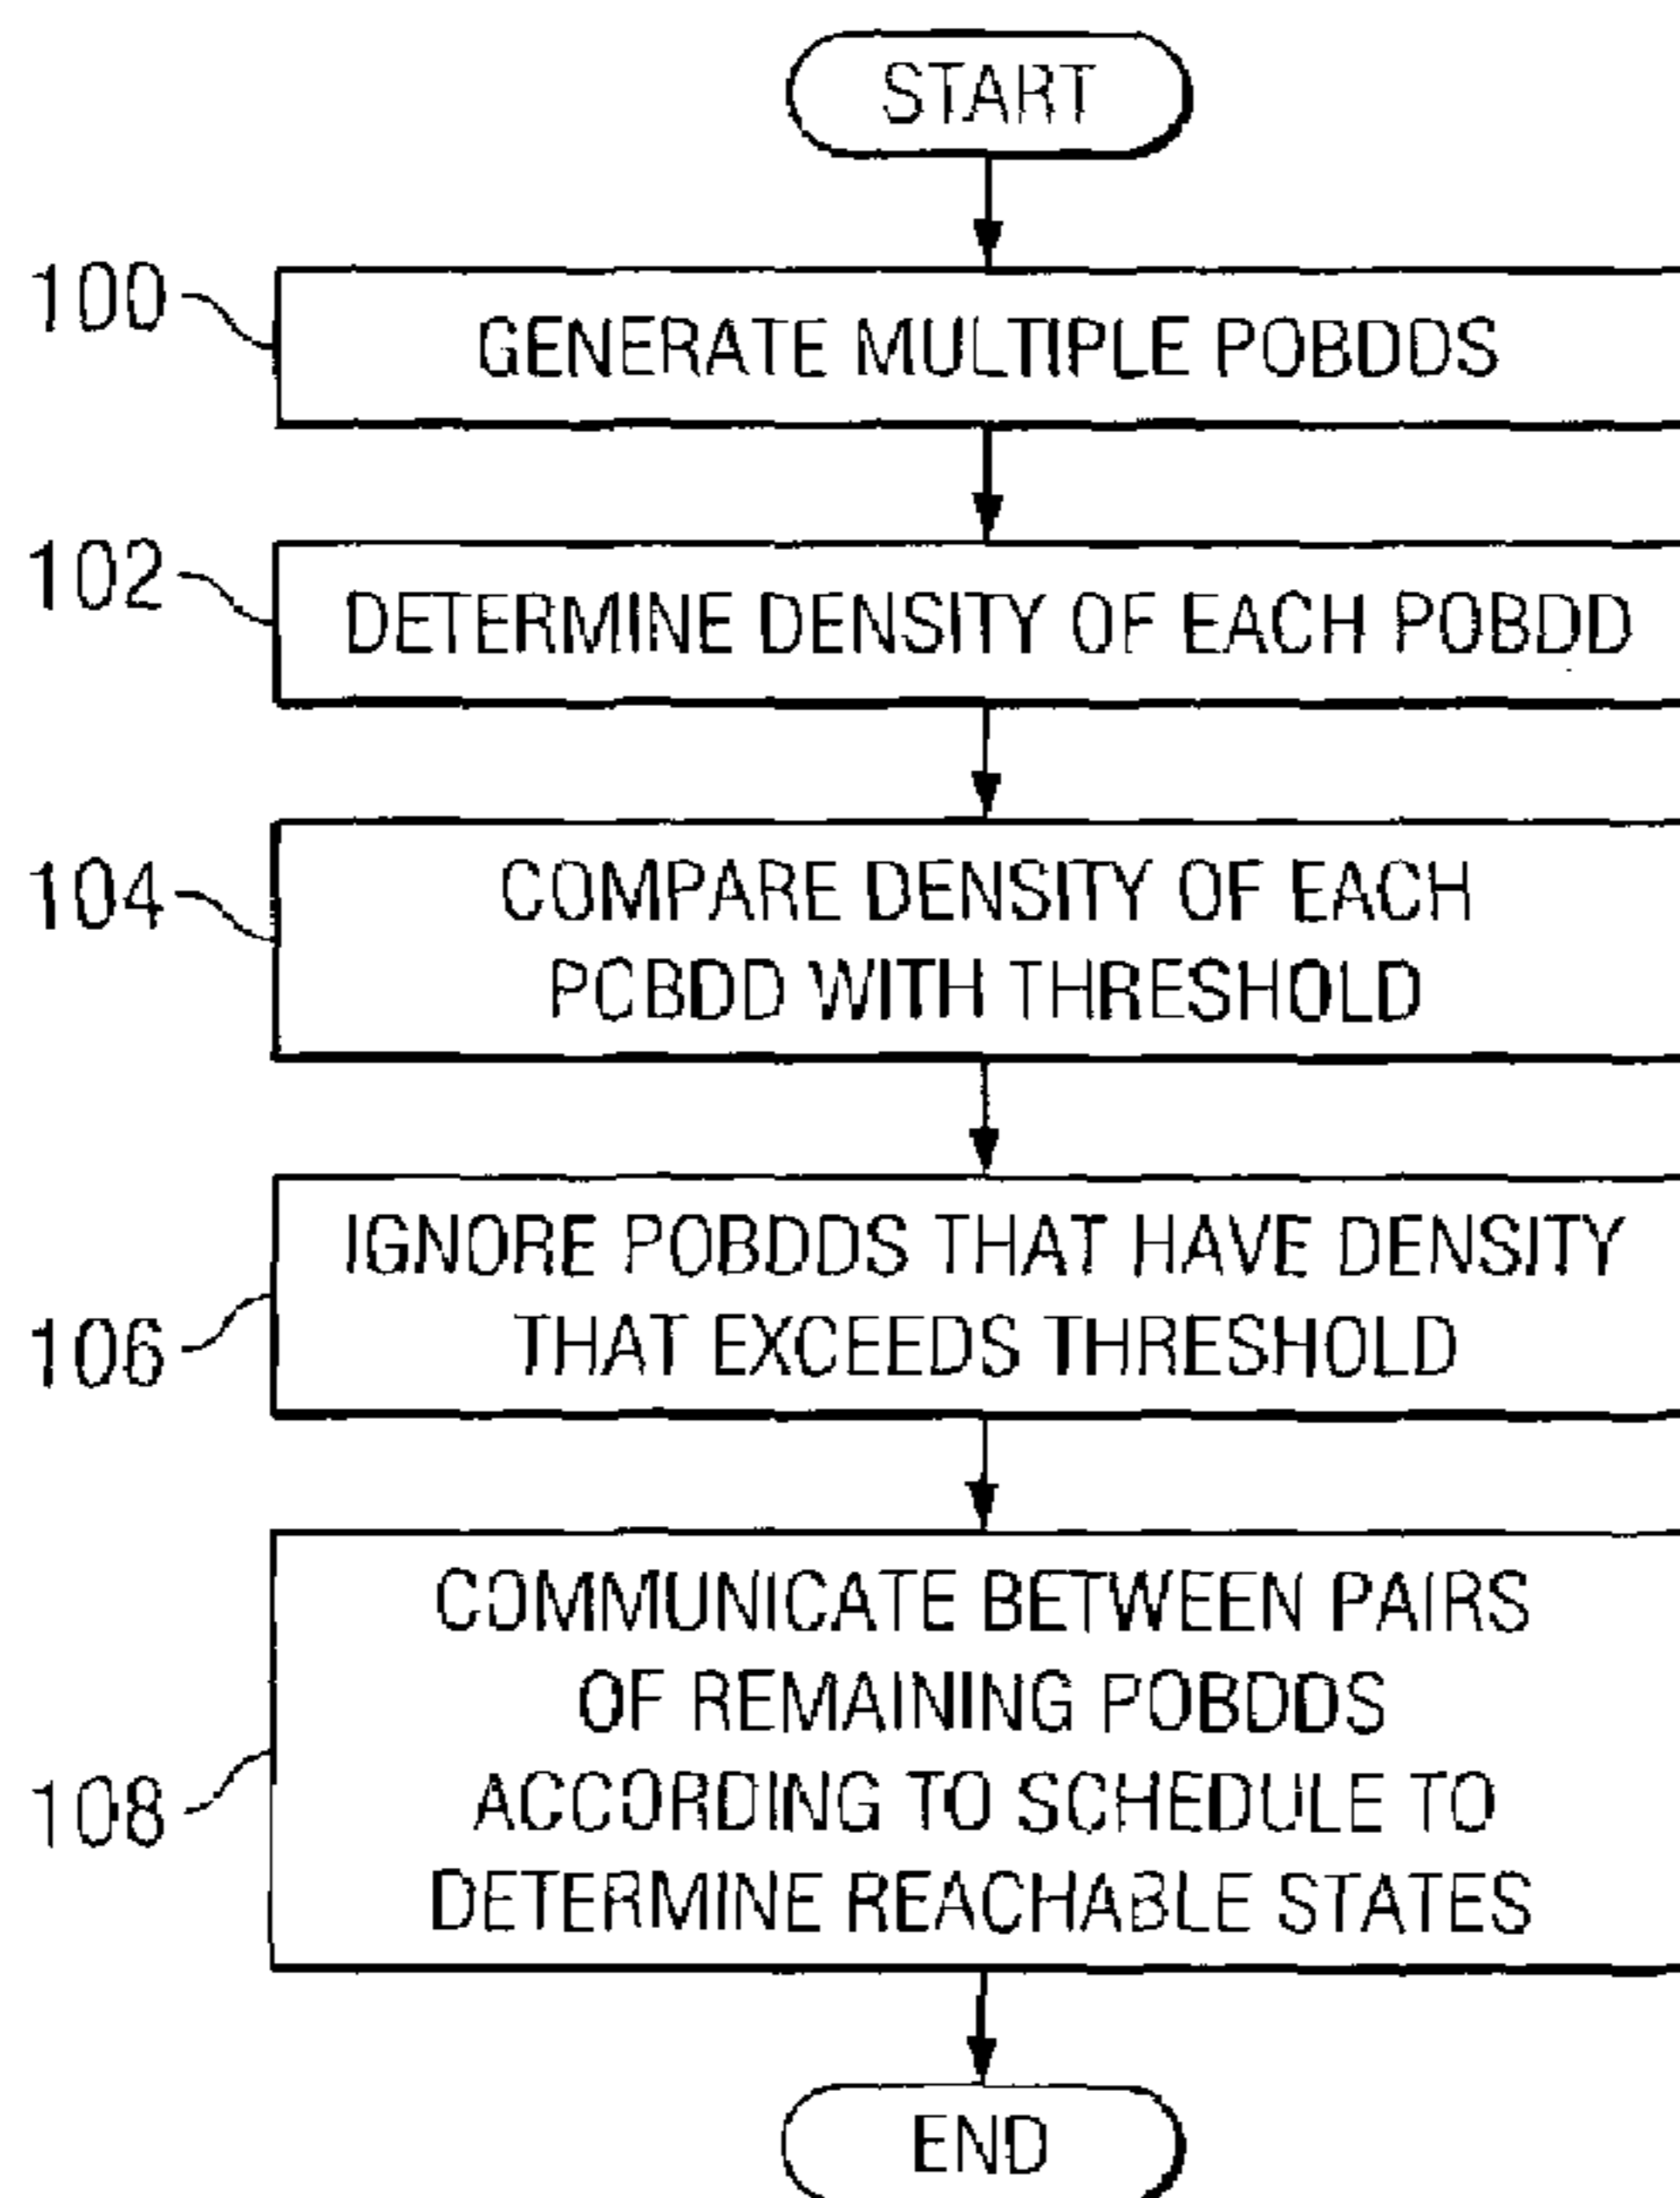 START
100
GENERATE MULTIPLE POBDDS
102
DETERMINE DENSITY OF EACH POBDD
104
COMPARE DENSITY OF EACH
POBDD WITH THRESHOLD
106
IGNORE POBDDS THAT HAVE DENSITY
THAT EXCEEDS THRESHOLD
108
COMMUNICATE BETWEEN PAIRS
OF REMAINING POBDDS
ACCORDING TO SCHEDULE TO
DETERMINE REACHABLE STATES
END